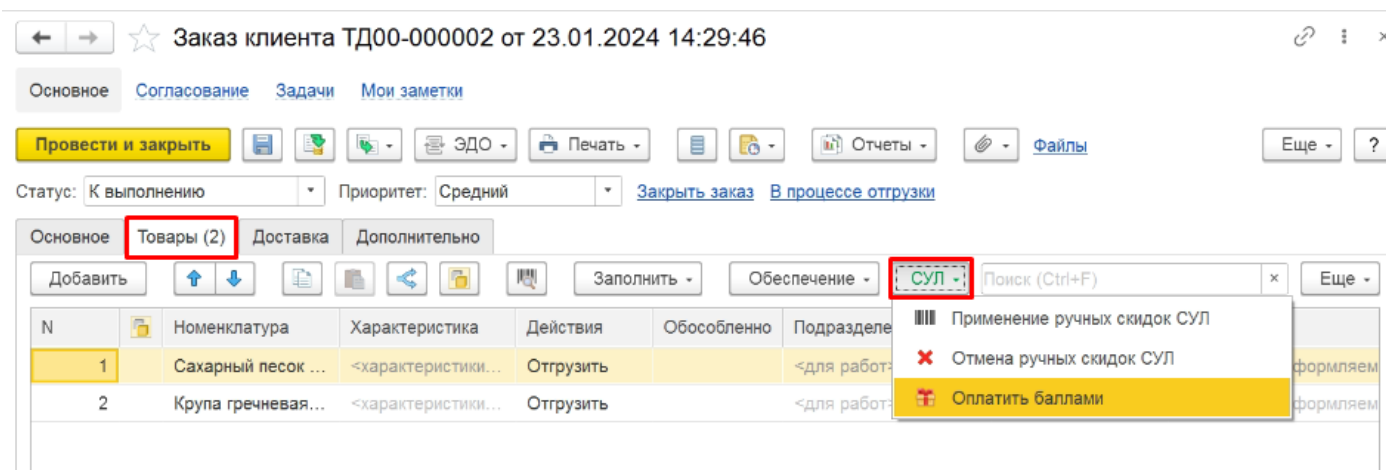 Заказ клиента ТД00-000002 от 23.01.2024 14:29:46
Основное Согласование Задачи Мои заметки
Провести и закрыть ЭДО Печать Отчеты Файлы Еще ?
Статус: К выполнению Приоритет: Средний Закрыть заказ В процессе отгрузки
Основное Товары (2) Доставка Дополнительно
Добавить Заполнить Обеспечение СУЛ Поиск (Ctrl+F) × Еще
N Номенклатура Характеристика Действия Обособленно Подразделе
Применение ручных скидок СУЛ
1 Сахарный песок ... <характеристики... Отгрузить <для работ> формляем
Отмена ручных скидок СУЛ
2 Крупа гречневая... <характеристики... Отгрузить <для работ> формляем
Оплатить баллами